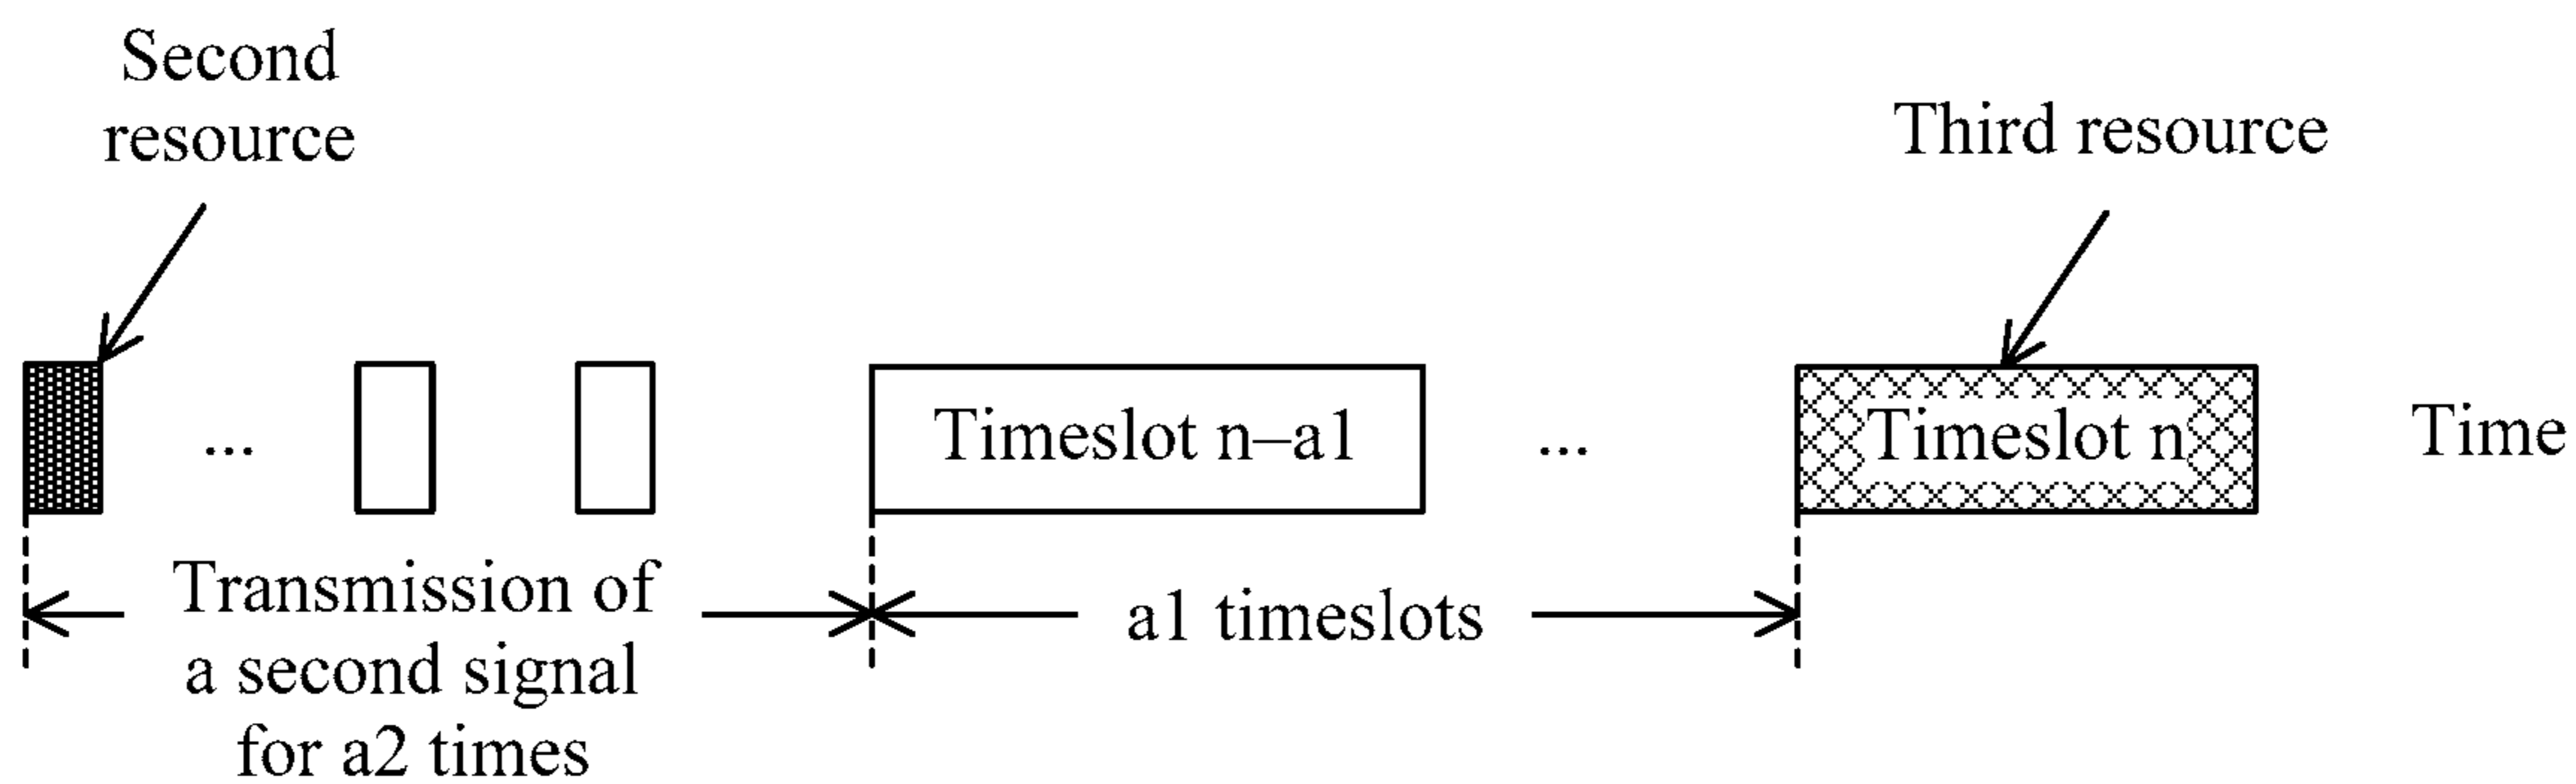 Second
resource
Third resource
...
Timeslot n–a1
...
Timeslot n
Time
Transmission of
a second signal
for a2 times
a1 timeslots